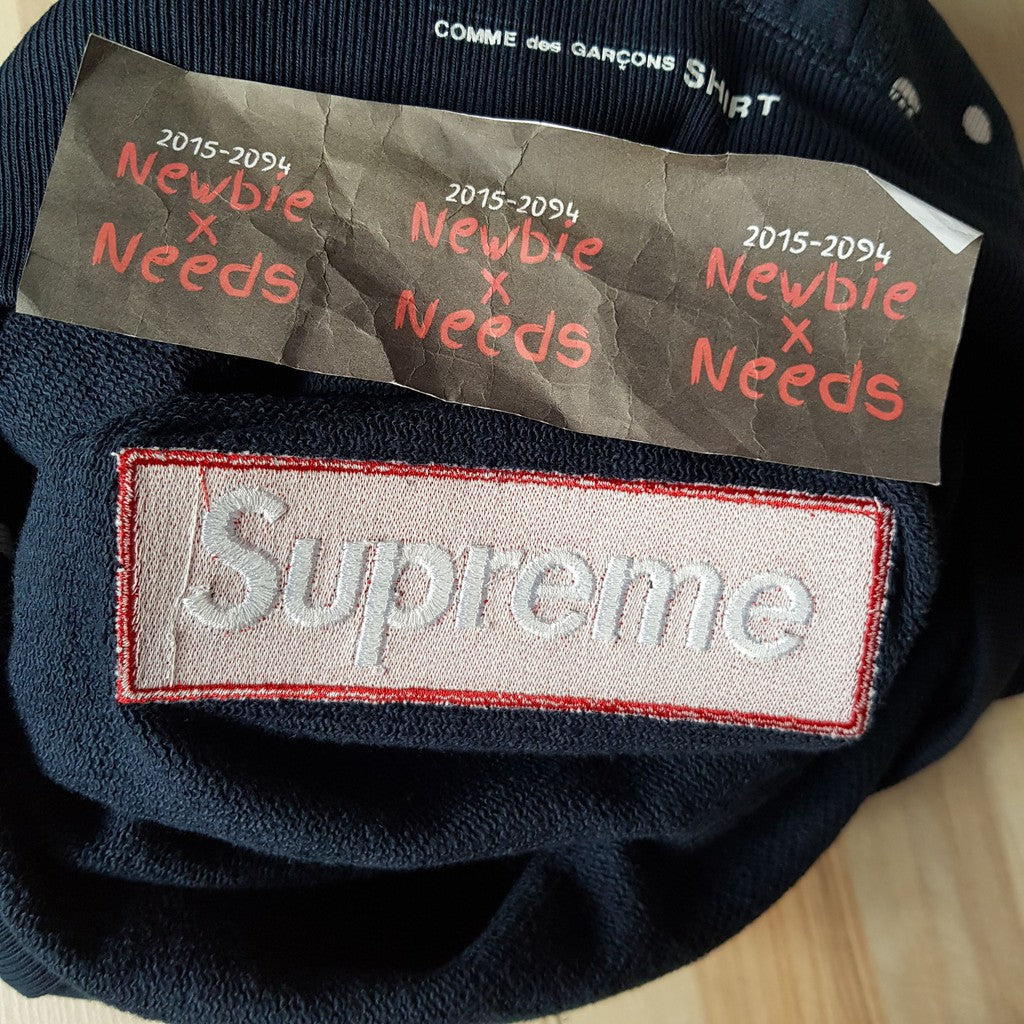 COMME des GARÇONS SHIRT
2015-2094
Newbie
x
Needs
2015-2094
Newbie
x
Needs
2015-2094
Newbie
x
Needs
Supreme